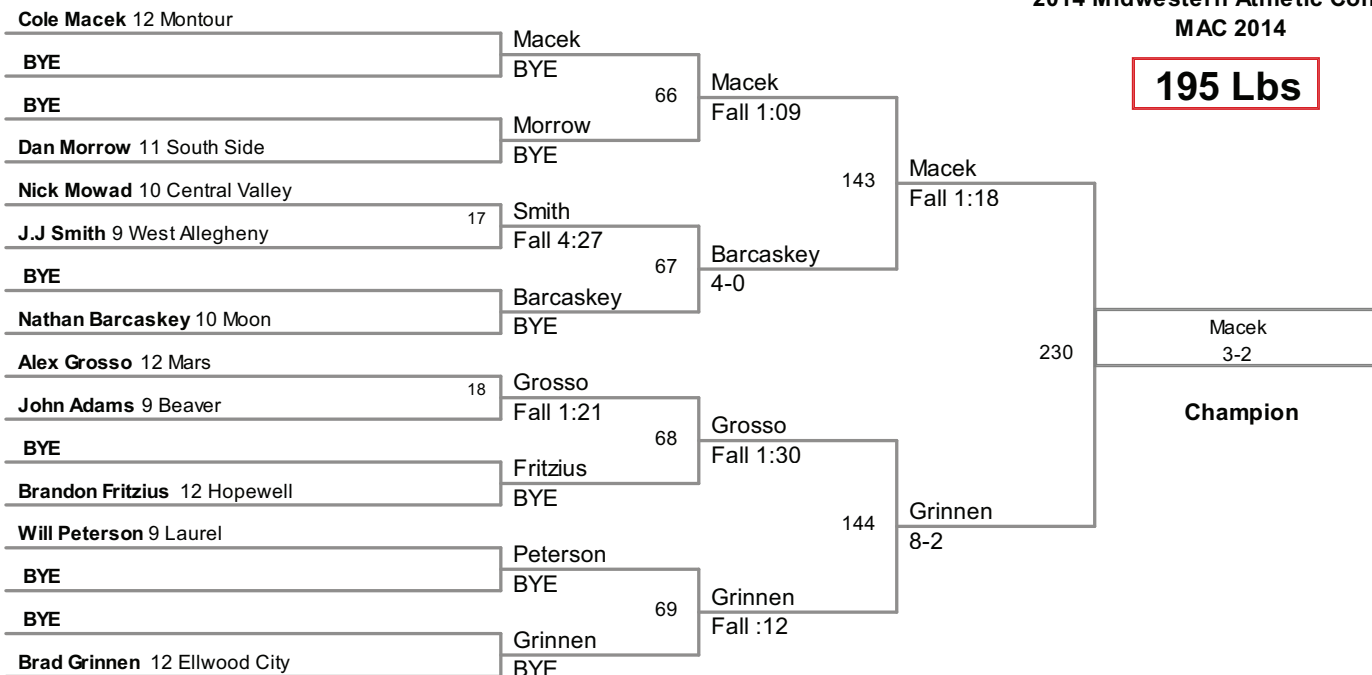 2014 Midwestern Athletic Con
MAC 2014
195 Lbs
Cole Macek 12 Montour
BYE
BYE
Dan Morrow 11 South Side
Nick Mowad 10 Central Valley
17
J.J Smith 9 West Allegheny
BYE
Nathan Barcaskey 10 Moon
Alex Grosso 12 Mars
18
John Adams 9 Beaver
BYE
Brandon Fritzius 12 Hopewell
Will Peterson 9 Laurel
BYE
BYE
Brad Grinnen 12 Ellwood City
Macek
BYE
66
Morrow
BYE
Smith
Fall 4:27
67
Barcaskey
BYE
Grosso
Fall 1:21
68
Fritzius
BYE
Peterson
BYE
69
Grinnen
BYE
Macek
Fall 1:09
143
Barcaskey
4-0
Grosso
Fall 1:30
144
Grinnen
Fall :12
Macek
Fall 1:18
230
Grinnen
8-2
Macek
3-2
Champion